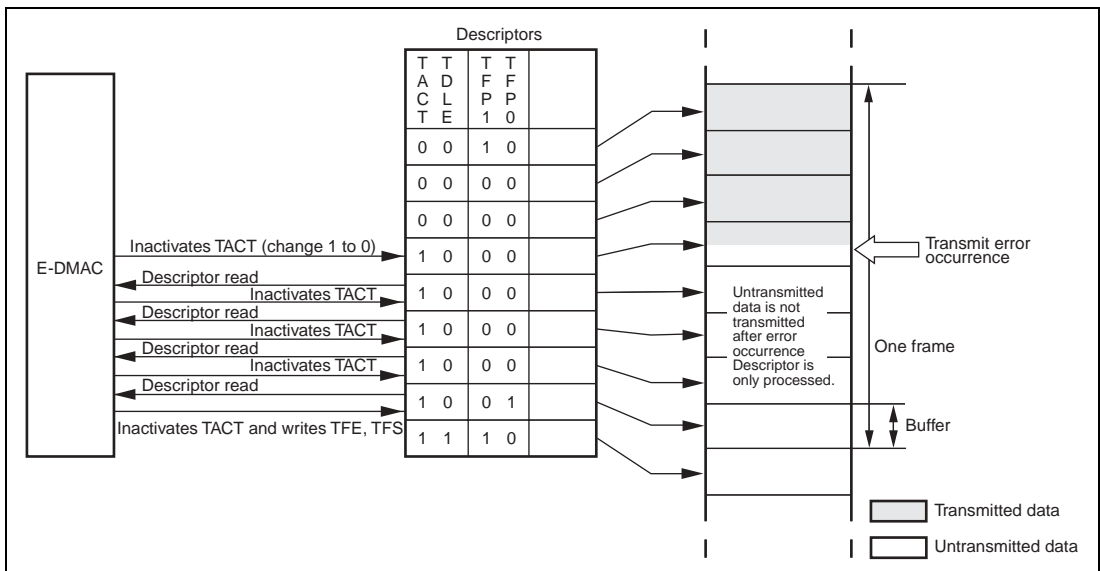 Descriptors
T T T T
A D F F
C L P P
T E 1 0
0 0 1 0
0 0 0 0
0 0 0 0
Inactivates TACT (change 1 to 0)
1 0 0 0
Transmit error
occurrence
E-DMAC
Descriptor read
1 0 0 0
Inactivates TACT
Descriptor read
1 0 0 0
Inactivates TACT
Descriptor read
1 0 0 0
Inactivates TACT
Descriptor read
1 0 0 1
Inactivates TACT and writes TFE, TFS
1 1 1 0
Untransmitted
data is not
transmitted
after error
occurrence
Descriptor is
only processed.
One frame
Buffer
Transmitted data
Untransmitted data